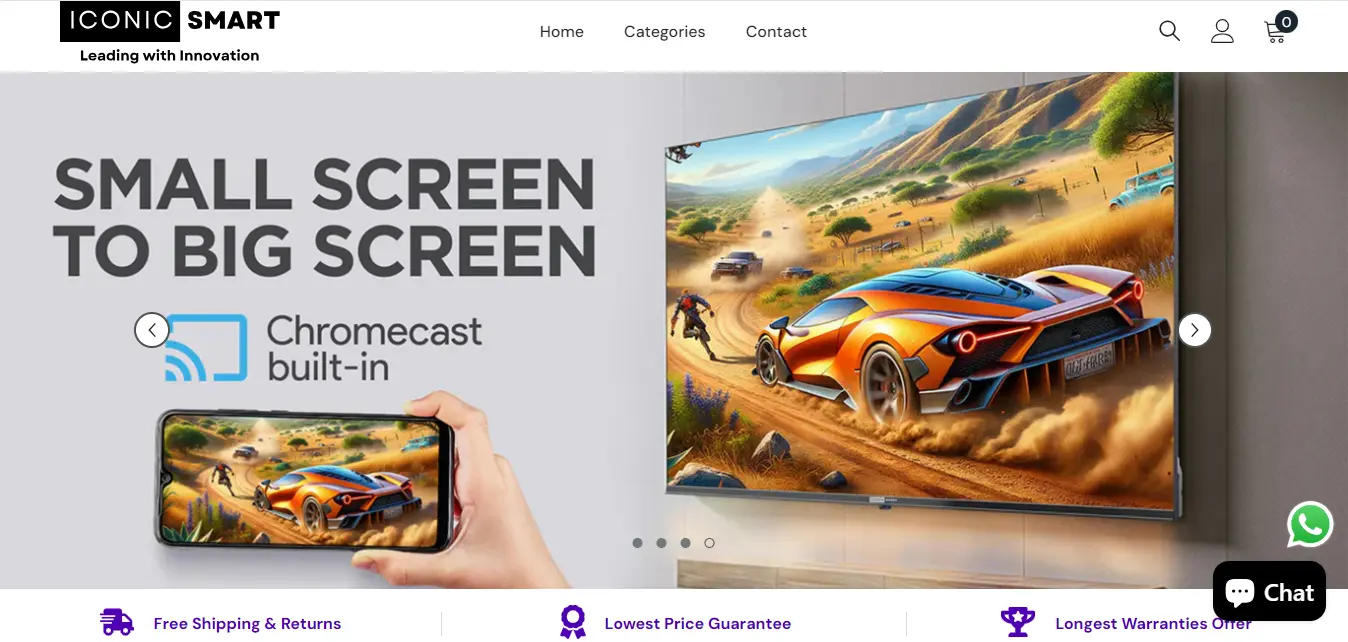 ICONIC SMART
Leading with Innovation
Home
Categories
Contact
0
SMALL SCREEN
TO BIG SCREEN
Chromecast
built-in
Chat
Free Shipping & Returns
Lowest Price Guarantee
Longest Warranties Offer